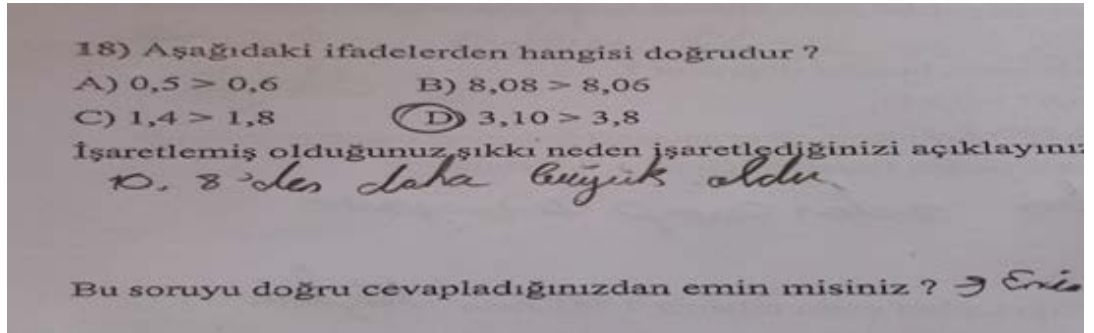 18) Aşağıdaki ifadelerden hangisi doğrudur ?
A) 0,5 > 0,6 B) 8,08 > 8,06
C) 1,4 > 1,8 D) 3,10 > 3,8
İşaretlemiş olduğunuz şıkkı neden işaretlediğinizi açıklayınız
10, 8'den daha büyük oldu
Bu soruyu doğru cevapladığınızdan emin misiniz ? →